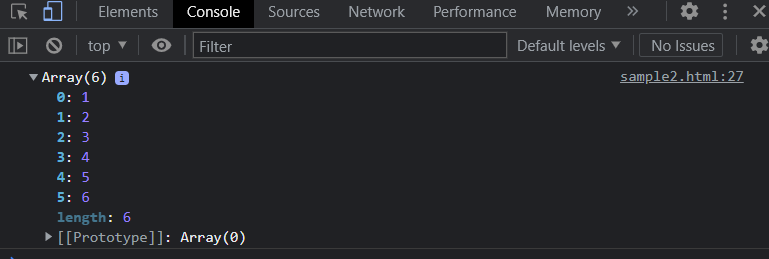 Elements Console Sources Network Performance Memory »
top ▼ Filter Default levels ▼ No Issues
▼Array(6) i sample2.html:27
0: 1
1: 2
2: 3
3: 4
4: 5
5: 6
length: 6
▶[[Prototype]]: Array(0)